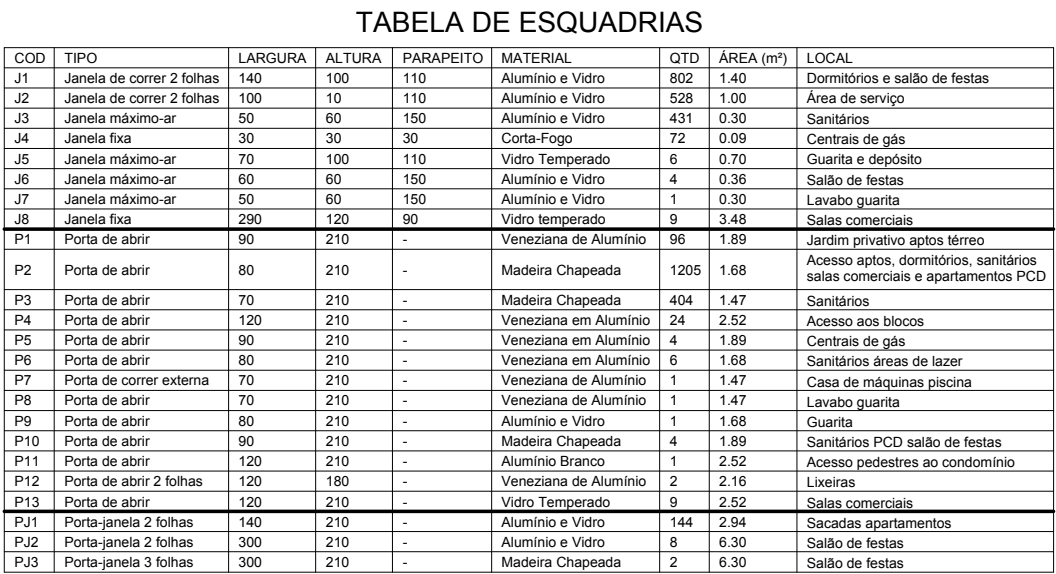 TABELA DE ESQUADRIAS
COD TIPO LARGURA ALTURA PARAPEITO MATERIAL QTD ÁREA (m²) LOCAL
J1 Janela de correr 2 folhas 140 100 110 Alumínio e Vidro 802 1.40 Dormitórios e salão de festas
J2 Janela de correr 2 folhas 100 10 110 Alumínio e Vidro 528 1.00 Área de serviço
J3 Janela máximo-ar 50 60 150 Alumínio e Vidro 431 0.30 Sanitários
J4 Janela fixa 30 30 30 Corta-Fogo 72 0.09 Centrais de gás
J5 Janela máximo-ar 70 100 110 Vidro Temperado 6 0.70 Guarita e depósito
J6 Janela máximo-ar 60 60 150 Alumínio e Vidro 4 0.36 Salão de festas
J7 Janela máximo-ar 50 60 150 Alumínio e Vidro 1 0.30 Lavabo guarita
J8 Janela fixa 290 120 90 Vidro temperado 9 3.48 Salas comerciais
P1 Porta de abrir 90 210 - Veneziana de Alumínio 96 1.89 Jardim privativo aptos térreo
P2 Porta de abrir 80 210 - Madeira Chapeada 1205 1.68 Acesso aptos, dormitórios, sanitários
salas comerciais e apartamentos PCD
P3 Porta de abrir 70 210 - Madeira Chapeada 404 1.47 Sanitários
P4 Porta de abrir 120 210 - Veneziana em Alumínio 24 2.52 Acesso aos blocos
P5 Porta de abrir 90 210 - Veneziana em Alumínio 4 1.89 Centrais de gás
P6 Porta de abrir 80 210 - Veneziana em Alumínio 6 1.68 Sanitários áreas de lazer
P7 Porta de correr externa 70 210 - Veneziana de Alumínio 1 1.47 Casa de máquinas piscina
P8 Porta de abrir 70 210 - Veneziana de Alumínio 1 1.47 Lavabo guarita
P9 Porta de abrir 80 210 - Alumínio e Vidro 1 1.68 Guarita
P10 Porta de abrir 90 210 - Madeira Chapeada 4 1.89 Sanitários PCD salão de festas
P11 Porta de abrir 120 210 - Alumínio Branco 1 2.52 Acesso pedestres ao condomínio
P12 Porta de abrir 2 folhas 120 180 - Veneziana de Alumínio 2 2.16 Lixeiras
P13 Porta de abrir 120 210 - Vidro Temperado 9 2.52 Salas comerciais
PJ1 Porta-janela 2 folhas 140 210 - Alumínio e Vidro 144 2.94 Sacadas apartamentos
PJ2 Porta-janela 2 folhas 300 210 - Alumínio e Vidro 8 6.30 Salão de festas
PJ3 Porta-janela 3 folhas 300 210 - Madeira Chapeada 2 6.30 Salão de festas